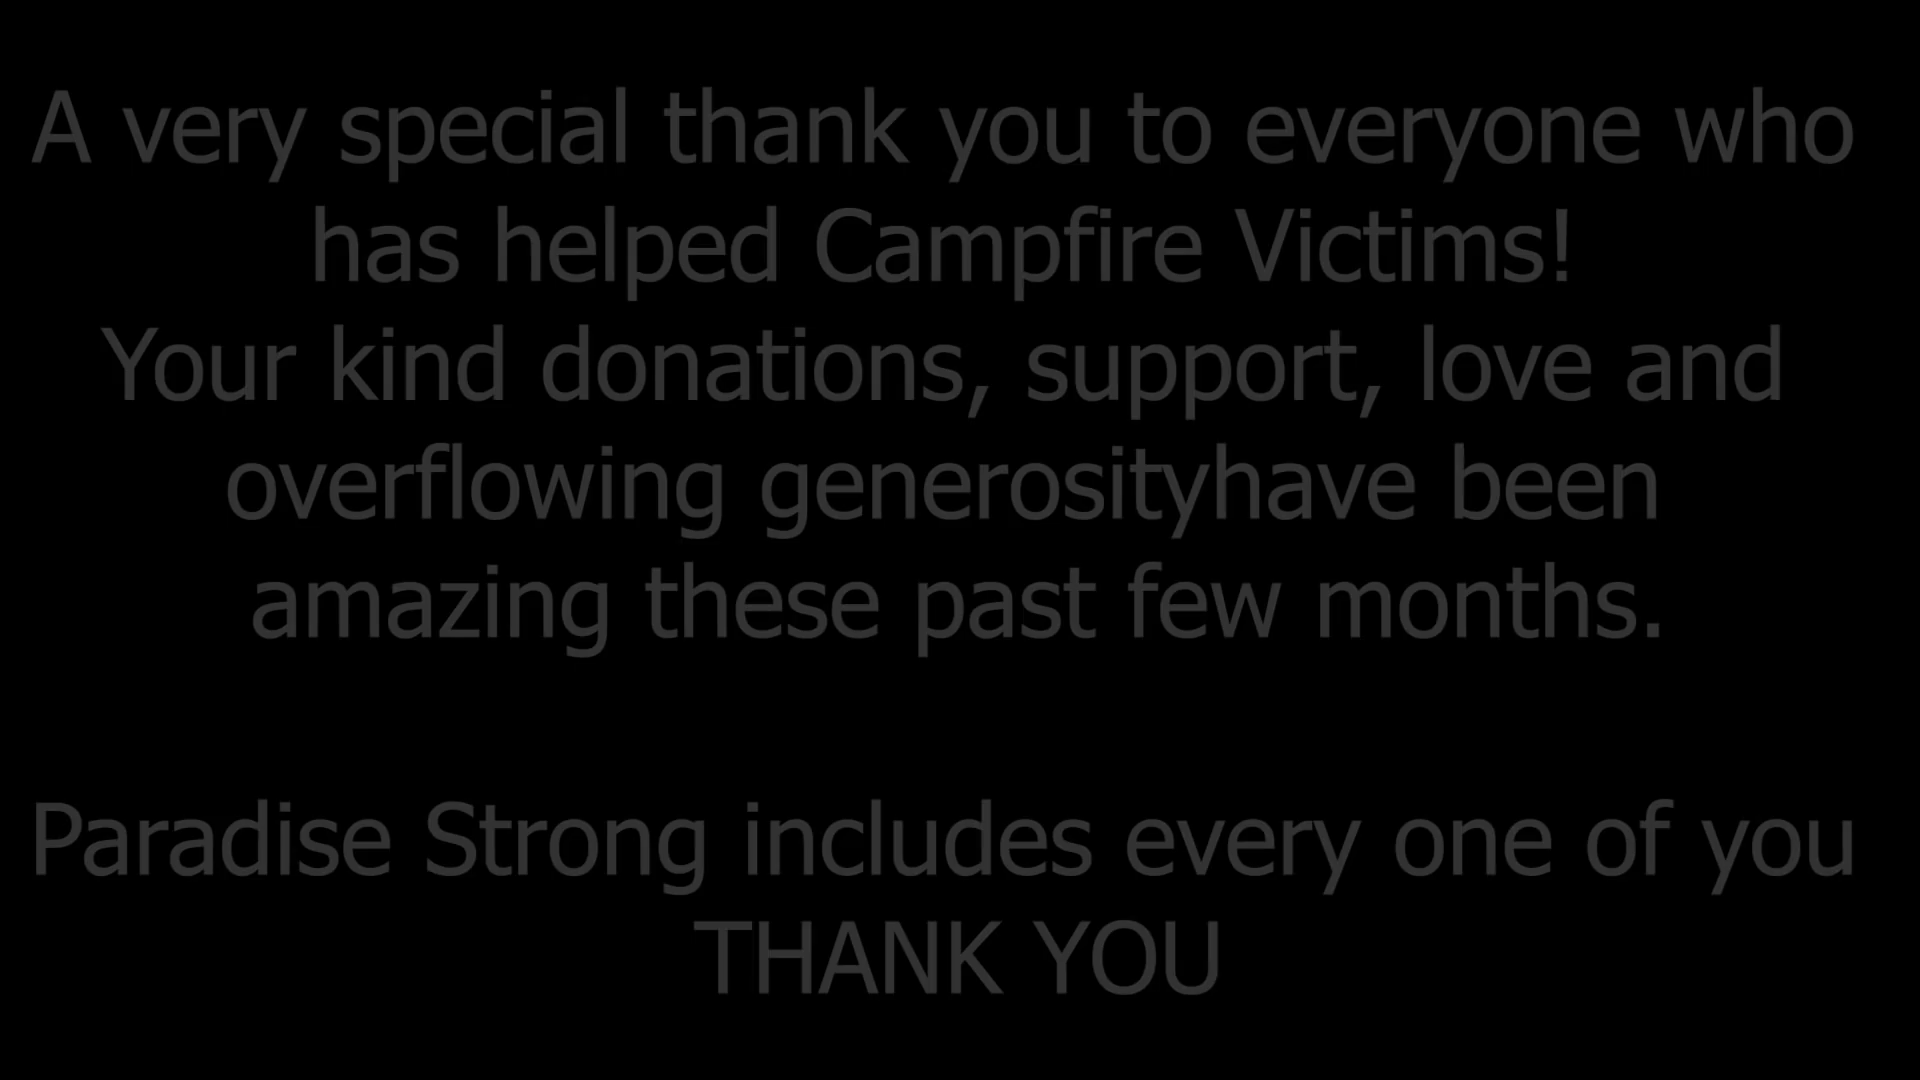 A very special thank you to everyone who
has helped Campfire Victims!
Your kind donations, support, love and
overflowing generosityhave been
amazing these past few months.
Paradise Strong includes every one of you
THANK YOU